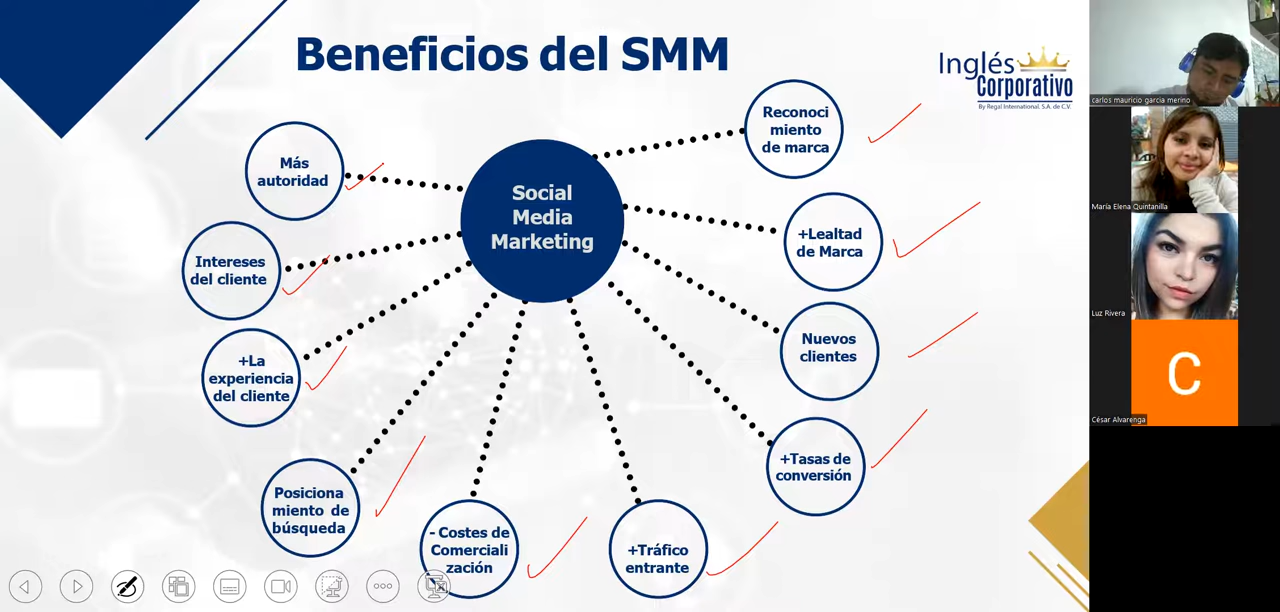 Beneficios del SMM
Inglés
Corporativo
By Regal International, S.A. de C.V.
Social
Media
Marketing
Reconoci
miento
de marca
+Lealtad
de Marca
Nuevos
clientes
+Tasas de
conversión
+Tráfico
entrante
- Costes de
Comerciali
zación
Posiciona
miento de
búsqueda
+La
experiencia
del cliente
Intereses
del cliente
Más
autoridad
carlos mauricio garcia merino
María Elena Quintanilla
Luz Rivera
C
César Alvarenga